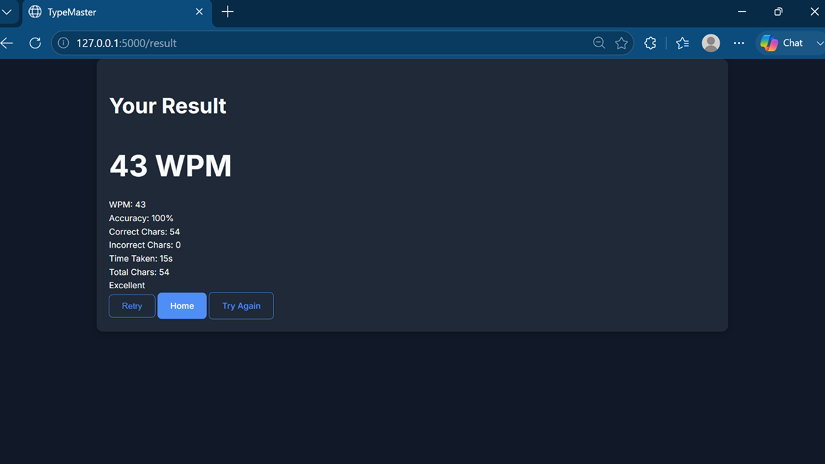 TypeMaster
127.0.0.1:5000/result
Chat
Your Result
43 WPM
WPM: 43
Accuracy: 100%
Correct Chars: 54
Incorrect Chars: 0
Time Taken: 15s
Total Chars: 54
Excellent
Retry Home Try Again